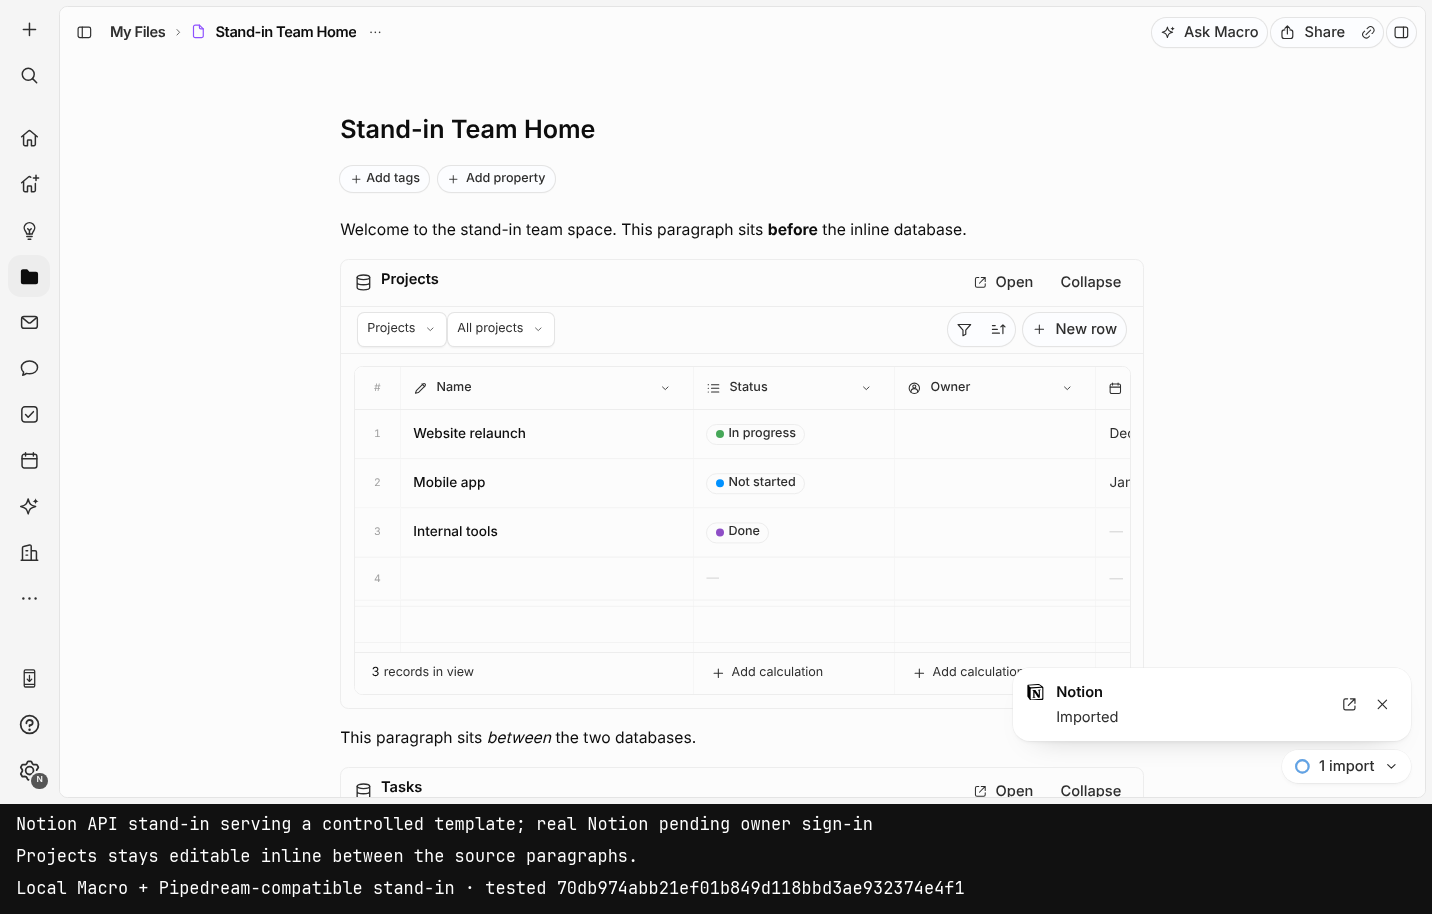 My Files
Stand-in Team Home
Ask Macro
Share
Stand-in Team Home
Add tags
Add property
Welcome to the stand-in team space. This paragraph sits before the inline database.
Projects
Open
Collapse
Projects
All projects
New row
# Name Status Owner
1 Website relaunch In progress Dec
2 Mobile app Not started Jan
3 Internal tools Done —
4 — —
3 records in view
Add calculation
Add calculation
Notion
Imported
This paragraph sits between the two databases.
1 import
Tasks
Open
Collapse
N
Notion API stand-in serving a controlled template; real Notion pending owner sign-in
Projects stays editable inline between the source paragraphs.
Local Macro + Pipedream-compatible stand-in · tested 70db974abb21ef01b849d118bbd3ae932374e4f1